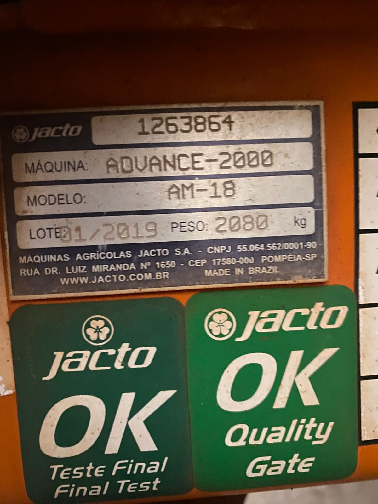 jacto 1263864
MÁQUINA: ADVANCE-2000
MODELO: AM-18
LOTE: 01/2019 PESO: 2080 kg
MÁQUINAS AGRÍCOLAS JACTO S.A. - CNPJ 55.064.562/0001-90
RUA DR. LUIZ MIRANDA Nº 1650 - CEP 17580-000 POMPÉIA-SP
WWW.JACTO.COM.BR MADE IN BRAZIL
Jacto
OK
Teste Final
Final Test
Jacto
OK
Quality
Gate